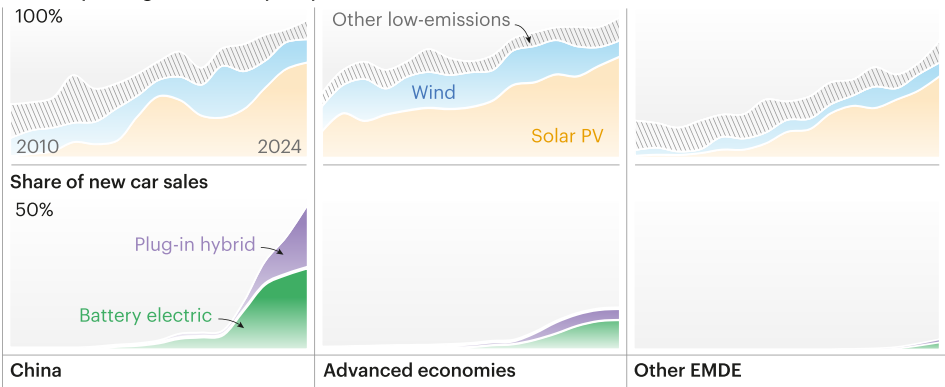 100%
Other low-emissions
Wind
2010
2024
Solar PV
Share of new car sales
50%
Plug-in hybrid
Battery electric
China
Advanced economies
Other EMDE